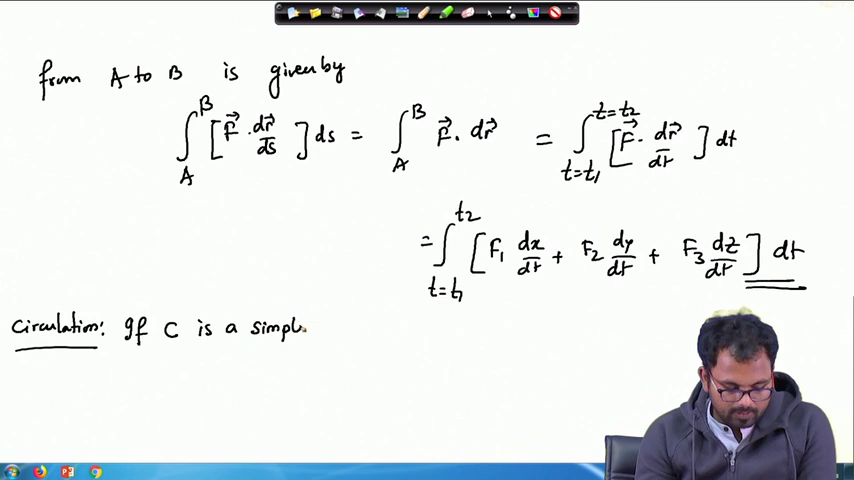 from A to B is given by
∫_A^B [F⃗ · dr⃗/ds] ds = ∫_A^B F⃗ · dr⃗ = ∫_{t=t₁}^{t=t₂} [F⃗ · dr⃗/dt] dt
= ∫_{t=t₁}^{t₂} [F₁ dx/dt + F₂ dy/dt + F₃ dz/dt] dt
Circulation: If C is a simple